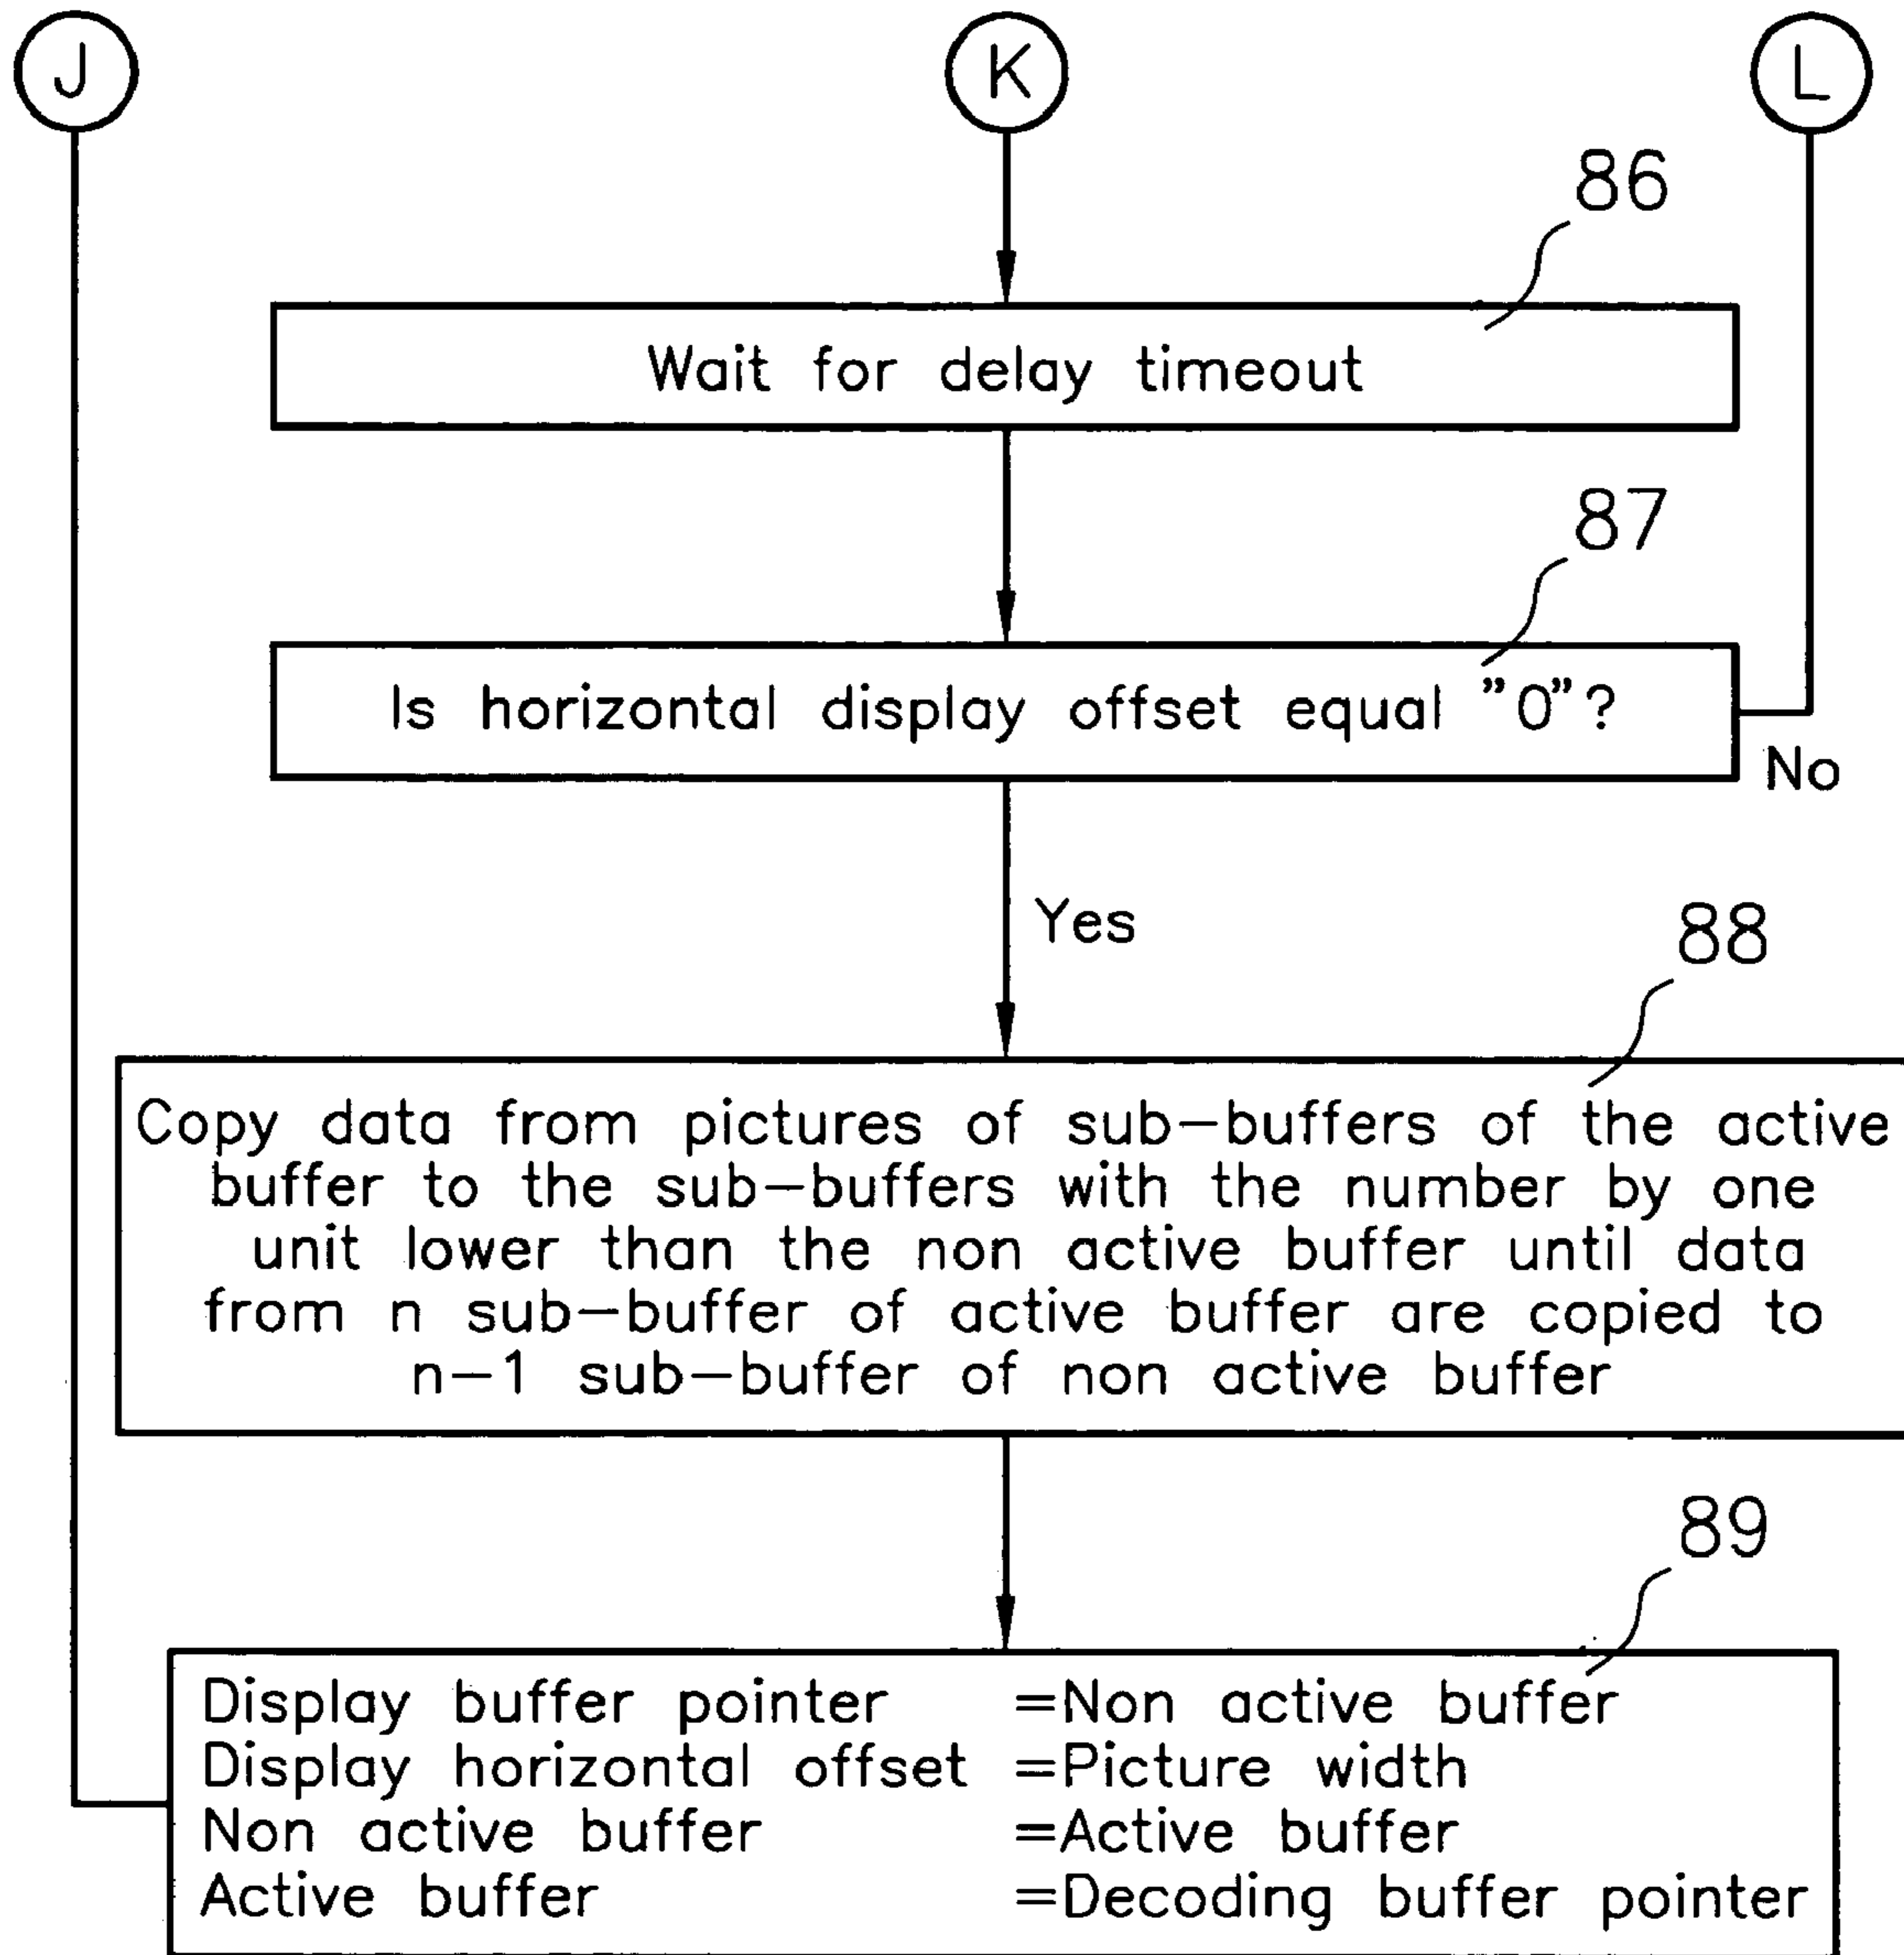 J
K
L
86
Wait for delay timeout
87
Is horizontal display offset equal "0"?
No
Yes
88
Copy data from pictures of sub-buffers of the active
buffer to the sub-buffers with the number by one
unit lower than the non active buffer until data
from n sub-buffer of active buffer are copied to
n-1 sub-buffer of non active buffer
89
Display buffer pointer =Non active buffer
Display horizontal offset =Picture width
Non active buffer =Active buffer
Active buffer =Decoding buffer pointer